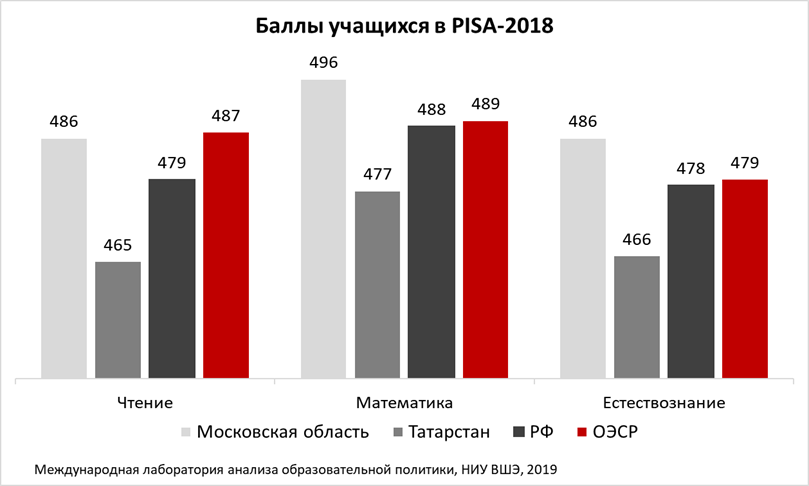 Баллы учащихся в PISA-2018
486
465
479
487
496
477
488
489
486
466
478
479
Чтение
Математика
Естествознание
Московская область
Татарстан
РФ
ОЭСР
Международная лаборатория анализа образовательной политики, НИУ ВШЭ, 2019